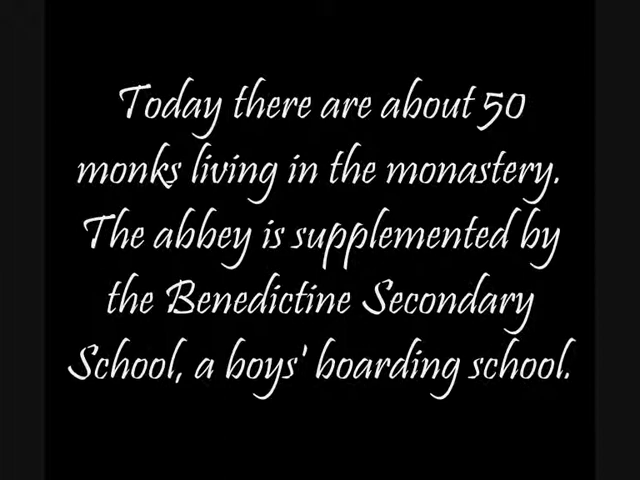 Today there are about 50
monks living in the monastery.
The abbey is supplemented by
the Benedictine Secondary
School, a boys' boarding school.